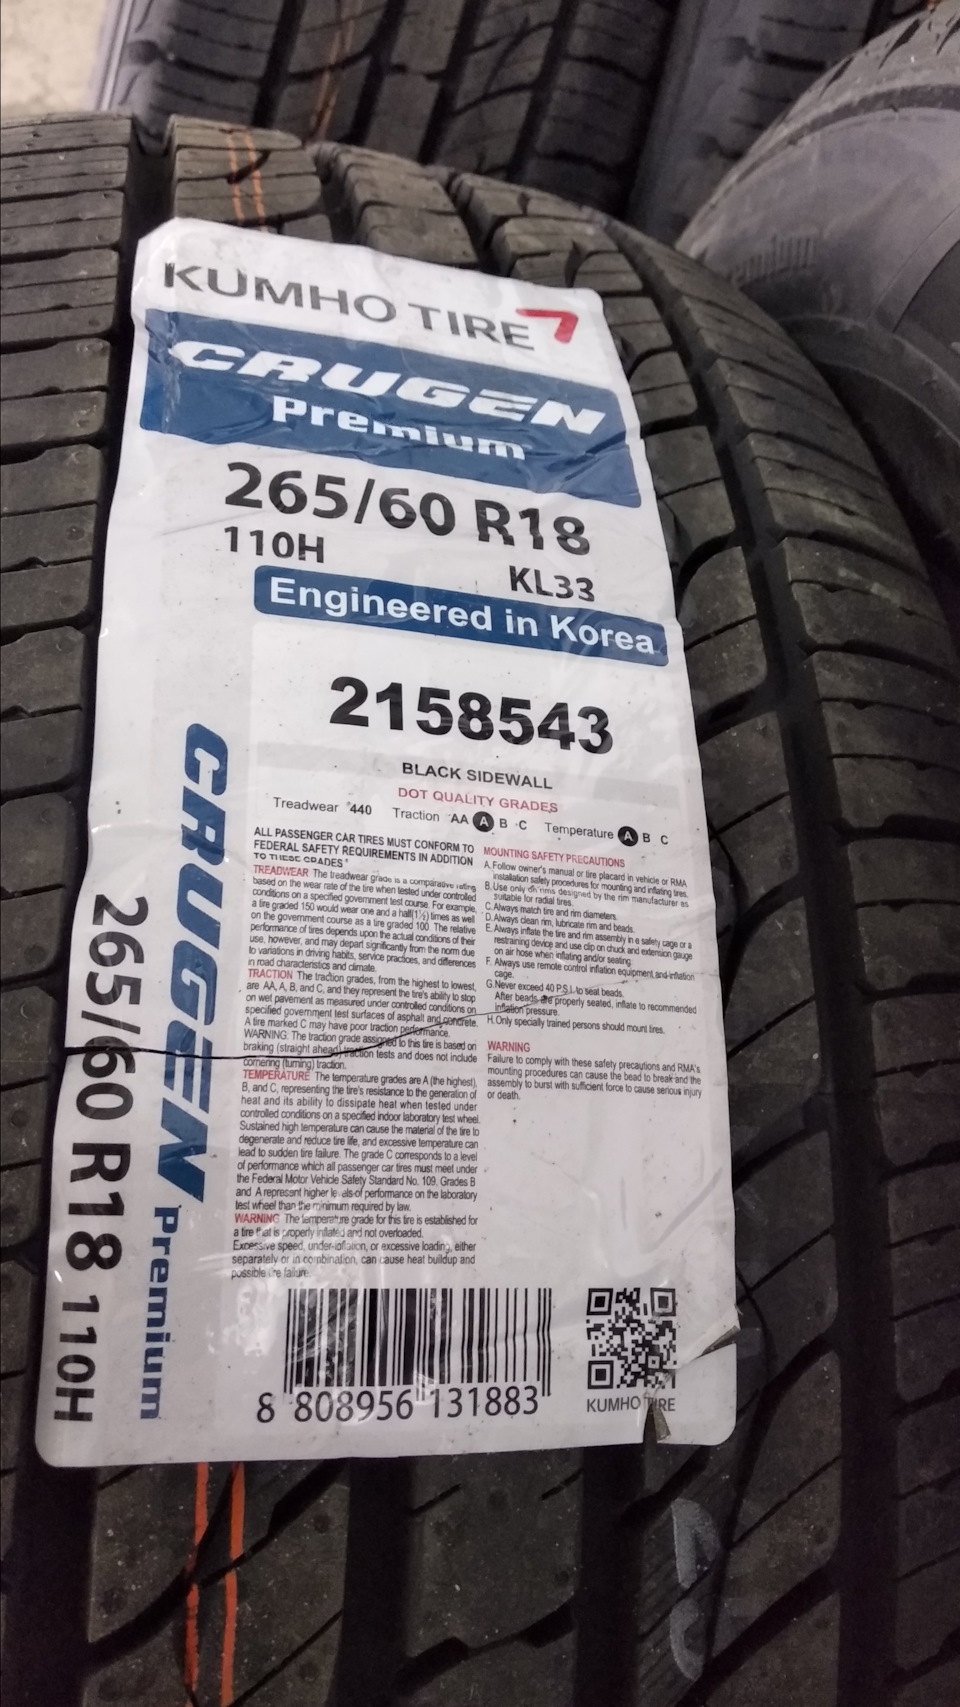 KUMHO TIRE
CRUGEN
Premium
265/60 R18
110H
KL33
Engineered in Korea
2158543
BLACK SIDEWALL
DOT QUALITY GRADES
Treadwear 440 Traction AA A B C Temperature A B C
ALL PASSENGER CAR TIRES MUST CONFORM TO
FEDERAL SAFETY REQUIREMENTS IN ADDITION
TO THESE GRADES
TREADWEAR The treadwear grade is a comparative rating
based on the wear rate of the tire when tested under controlled
conditions on a specified government test course. For example,
a tire graded 150 would wear one and a half(1½) times as well
on the government course as a tire graded 100. The relative
performance of tires depends upon the actual conditions of their
use, however, and may depart significantly from the norm due
to variations in driving habits, service practices, and differences
in road characteristics and climate.
TRACTION The traction grades, from the highest to lowest,
are AA, A, B, and C, and they represent the tire's ability to stop
on wet pavement as measured under controlled conditions on
specified government test surfaces of asphalt and concrete.
A tire marked C may have poor traction performance.
WARNING: The traction grade assigned to this tire is based on
braking (straight ahead) traction tests and does not include
cornering (turning) traction.
TEMPERATURE The temperature grades are A (the highest),
B, and C, representing the tire's resistance to the generation of
heat and its ability to dissipate heat when tested under
controlled conditions on a specified indoor laboratory test wheel.
Sustained high temperature can cause the material of the tire to
degenerate and reduce tire life, and excessive temperature can
lead to sudden tire failure. The grade C corresponds to a level
of performance which all passenger car tires must meet under
the Federal Motor Vehicle Safety Standard No. 109. Grades B
and A represent higher levels of performance on the laboratory
test wheel than the minimum required by law.
WARNING The temperature grade for this tire is established for
a tire that is properly inflated and not overloaded.
Excessive speed, under-inflation, or excessive loading, either
separately or in combination, can cause heat buildup and
possible tire failure.
MOUNTING SAFETY PRECAUTIONS
A. Follow owner's manual or tire placard in vehicle or RMA
installation safety procedures for mounting and inflating tires.
B. Use only on rims designed by the rim manufacturer as
suitable for radial tires.
C. Always match tire and rim diameters.
D. Always clean rim, lubricate rim and beads.
E. Always inflate the tire and rim assembly in a safety cage or a
restraining device and use clip on chuck and extension gauge
on air hose when inflating and/or seating.
F. Always use remote control inflation equipment and inflation
cage.
G. Never exceed 40 P.S.I. to seat beads.
After beads are properly seated, inflate to recommended
inflation pressure.
H. Only specially trained persons should mount tires.
WARNING
Failure to comply with these safety precautions and RMA's
mounting procedures can cause the bead to break and the
assembly to burst with sufficient force to cause serious injury
or death.
8 808956 131883
KUMHO TIRE
CRUGEN Premium
265/60 R18 110H